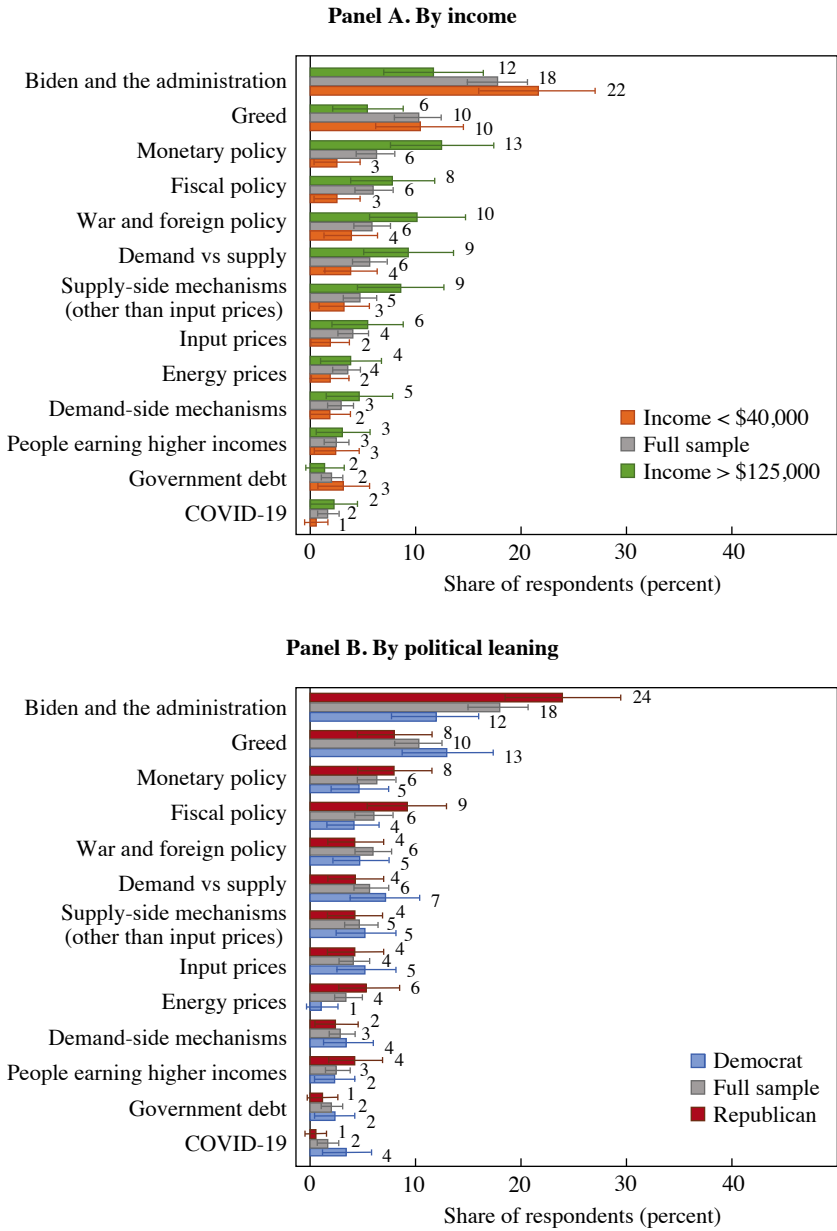 Panel A. By income
Biden and the administration
12
18
22
Greed
6
10
10
Monetary policy
13
6
3
Fiscal policy
8
6
3
War and foreign policy
10
6
4
Demand vs supply
9
6
4
Supply-side mechanisms
(other than input prices)
9
5
3
Input prices
6
4
2
Energy prices
4
4
2
Demand-side mechanisms
5
3
2
People earning higher incomes
3
3
3
Government debt
2
2
3
COVID-19
2
2
1
Income < $40,000
Full sample
Income > $125,000
0 10 20 30 40
Share of respondents (percent)
Panel B. By political leaning
Biden and the administration
24
18
12
Greed
8
10
13
Monetary policy
8
6
5
Fiscal policy
9
6
4
War and foreign policy
4
6
5
Demand vs supply
4
6
7
Supply-side mechanisms
(other than input prices)
4
5
5
Input prices
4
4
5
Energy prices
6
4
1
Demand-side mechanisms
2
3
4
People earning higher incomes
4
3
2
Government debt
1
2
2
COVID-19
1
2
4
Democrat
Full sample
Republican
0 10 20 30 40
Share of respondents (percent)